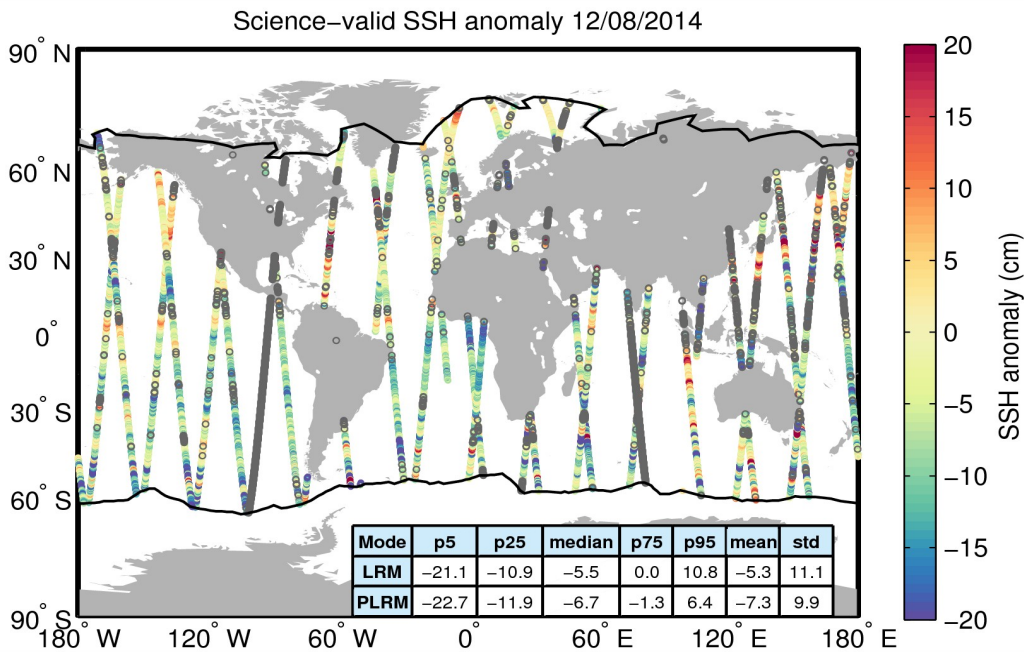 Science−valid SSH anomaly 12/08/2014
90° N
60° N
30° N
0°
30° S
60° S
90° S
180° W 120° W 60° W 0° 60° E 120° E 180° E
Mode p5 p25 median p75 p95 mean std
LRM −21.1 −10.9 −5.5 0.0 10.8 −5.3 11.1
PLRM −22.7 −11.9 −6.7 −1.3 6.4 −7.3 9.9
20
15
10
5
0
−5
−10
−15
−20
SSH anomaly (cm)